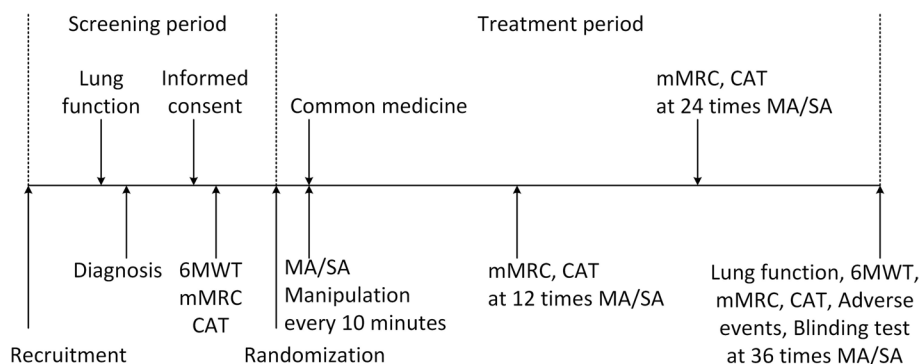 Screening period
Treatment period
Lung
function
Informed
consent
Common medicine
mMRC, CAT
at 24 times MA/SA
Diagnosis
6MWT
mMRC
CAT
MA/SA
Manipulation
every 10 minutes
mMRC, CAT
at 12 times MA/SA
Lung function, 6MWT,
mMRC, CAT, Adverse
events, Blinding test
at 36 times MA/SA
Recruitment
Randomization